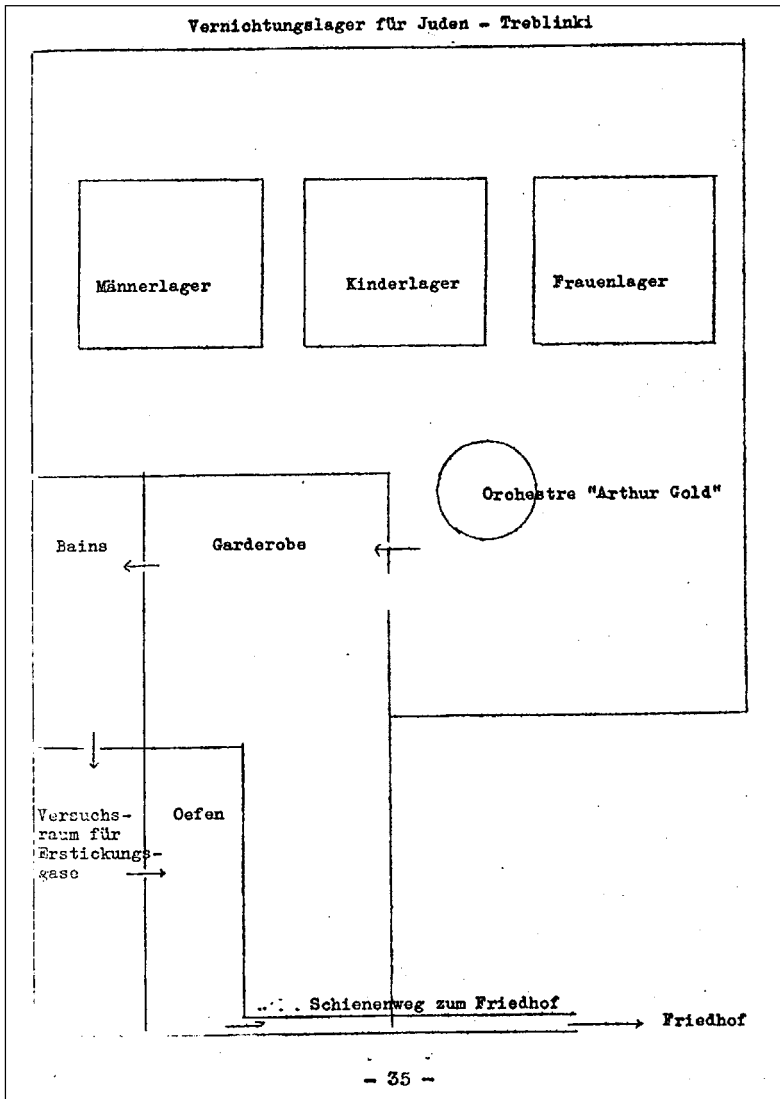 Vernichtungslager für Juden - Treblinki
Männerlager
Kinderlager
Frauenlager
Orchestre "Arthur Gold"
Bains
Garderobe
Versuchs-
raum für
Erstickungs-
gase
Oefen
Schienenweg zum Friedhof
Friedhof
- 35 -